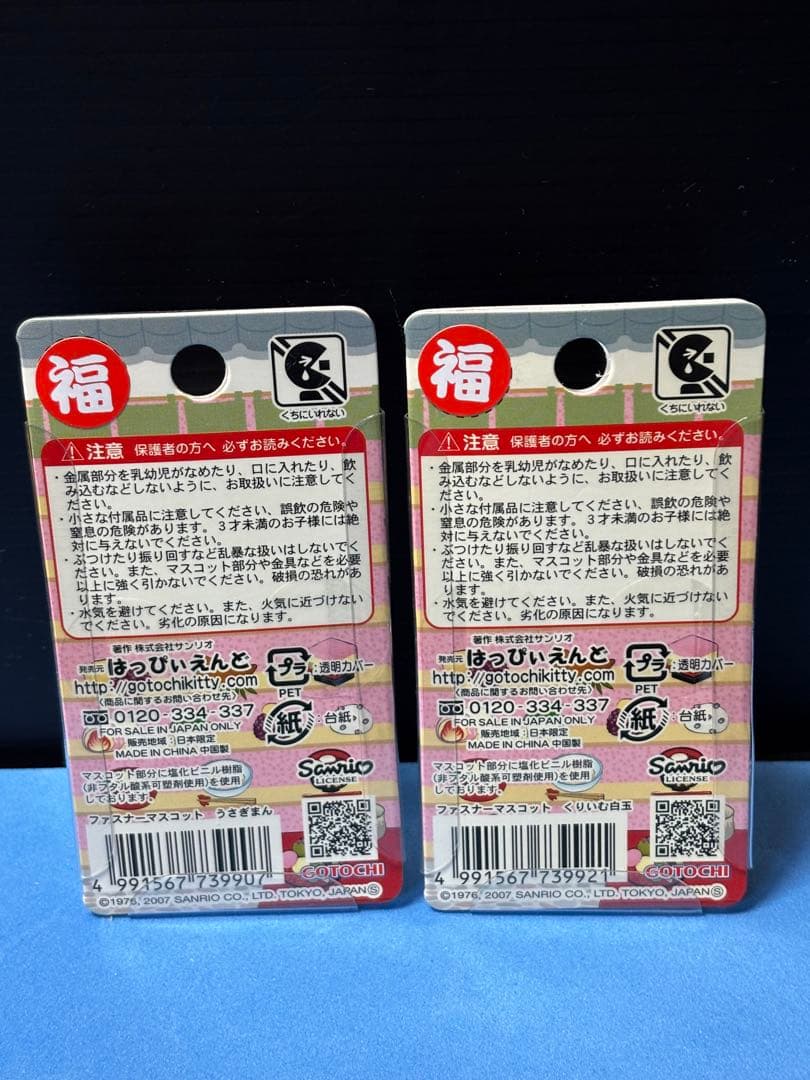 福
くちにいれない
注意 保護者の方へ 必ずお読みください。
・金属部分を乳幼児がなめたり、口に入れたり、飲
み込むなどしないように、お取扱いに注意してく
ださい。
・小さな付属品に注意してください、誤飲の危険や
窒息の危険があります。３才未満のお子様には絶
対に与えないでください。
・ぶつけたり振り回すなど乱暴な扱いはしないでく
ださい。また、マスコット部分や金具などを必要
以上に強く引かないでください。破損の恐れがあ
ります。
・水気を避けてください。また、火気に近づけない
でください。劣化の原因になります。
著作 株式会社サンリオ
発売元 はっぴぃえんど
http://gotochikitty.com
〈商品に関するお問い合わせ先〉
0120-334-337
FOR SALE IN JAPAN ONLY
販売地域：日本限定
MADE IN CHINA 中国製
プラ：透明カバー
PET
紙：台紙
マスコット部分に塩化ビニル樹脂
(非フタル酸系可塑剤使用)を使用
しております。
Sanrio
LICENSE
ファスナーマスコット うさぎまん
4 991567 739907
GOTOCHI
©1976, 2007 SANRIO CO., LTD. TOKYO, JAPAN Ⓢ
福
くちにいれない
注意 保護者の方へ 必ずお読みください。
・金属部分を乳幼児がなめたり、口に入れたり、飲
み込むなどしないように、お取扱いに注意してく
ださい。
・小さな付属品に注意してください、誤飲の危険や
窒息の危険があります。３才未満のお子様には絶
対に与えないでください。
・ぶつけたり振り回すなど乱暴な扱いはしないでく
ださい。また、マスコット部分や金具などを必要
以上に強く引かないでください。破損の恐れがあ
ります。
・水気を避けてください。また、火気に近づけない
でください。劣化の原因になります。
著作 株式会社サンリオ
発売元 はっぴぃえんど
http://gotochikitty.com
〈商品に関するお問い合わせ先〉
0120-334-337
FOR SALE IN JAPAN ONLY
販売地域：日本限定
MADE IN CHINA 中国製
プラ：透明カバー
PET
紙：台紙
マスコット部分に塩化ビニル樹脂
(非フタル酸系可塑剤使用)を使用
しております。
Sanrio
LICENSE
ファスナーマスコット くりぃむ白玉
4 991567 739921
GOTOCHI
©1976, 2007 SANRIO CO., LTD. TOKYO, JAPAN Ⓢ